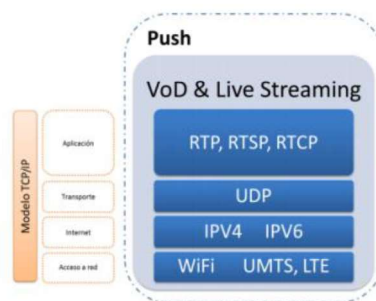 Push
VoD & Live Streaming
Modelo TCP/IP
Aplicación
RTP, RTSP, RTCP
Transporte
UDP
Internet
IPV4 IPV6
Acceso a red
WiFi UMTS, LTE